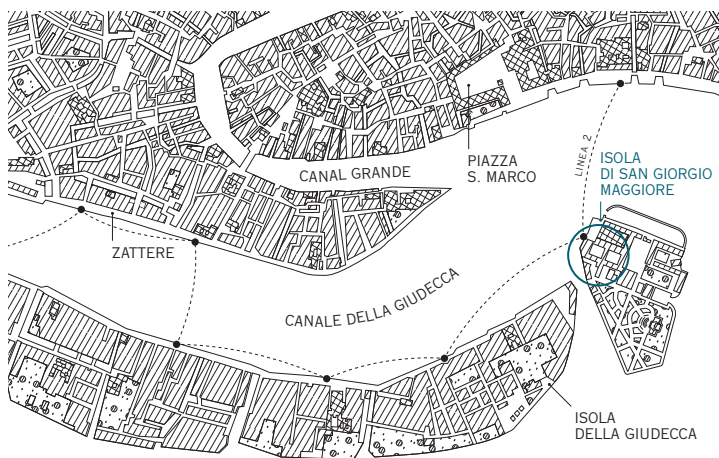 PIAZZA
S. MARCO
CANAL GRANDE
LINEA 2
ISOLA
DI SAN GIORGIO
MAGGIORE
ZATTERE
CANALE DELLA GIUDECCA
ISOLA
DELLA GIUDECCA